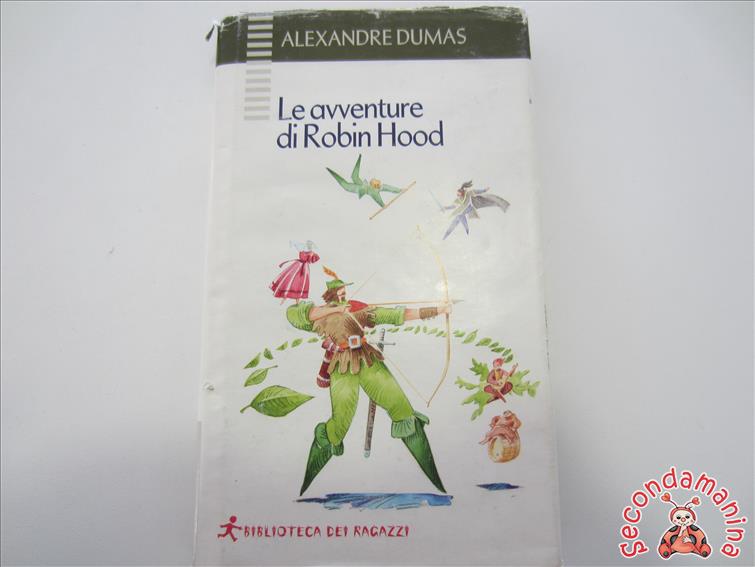 ALEXANDRE DUMAS
Le avventure
di Robin Hood
BIBLIOTECA DEI RAGAZZI
secondamanina